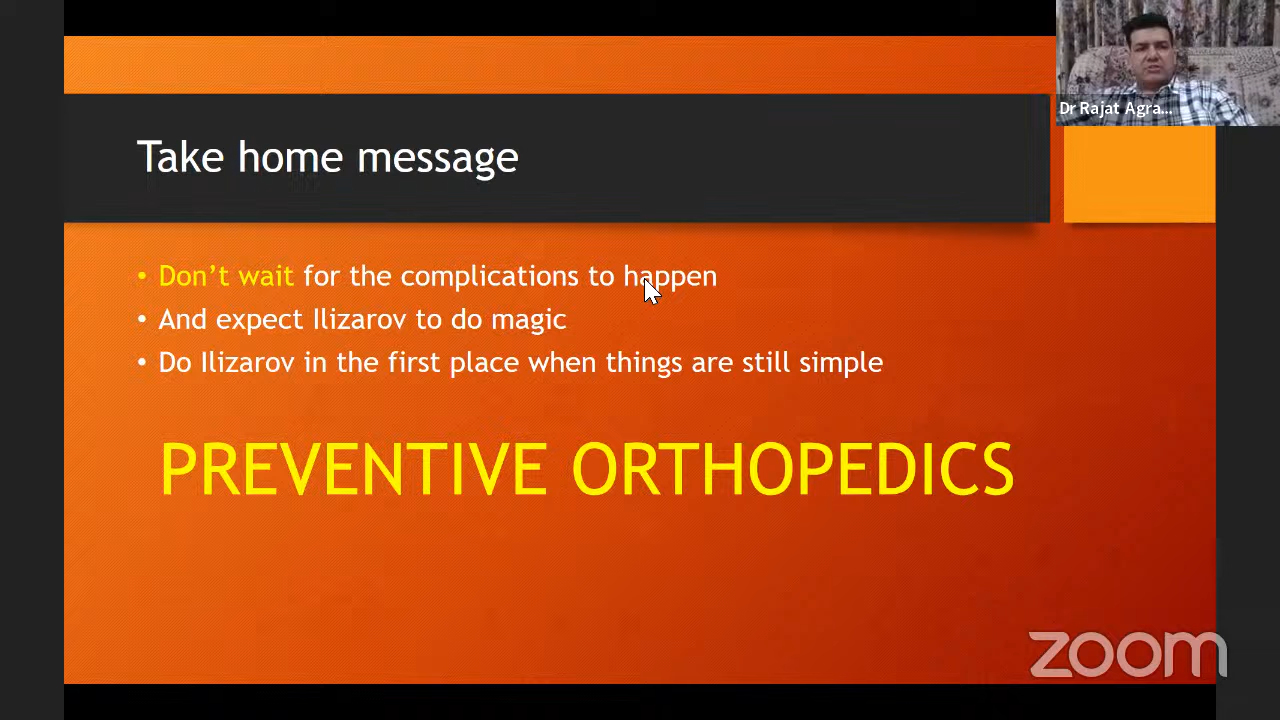 Dr Rajat Agra...
Take home message
• Don't wait for the complications to happen
• And expect Ilizarov to do magic
• Do Ilizarov in the first place when things are still simple
PREVENTIVE ORTHOPEDICS
zoom